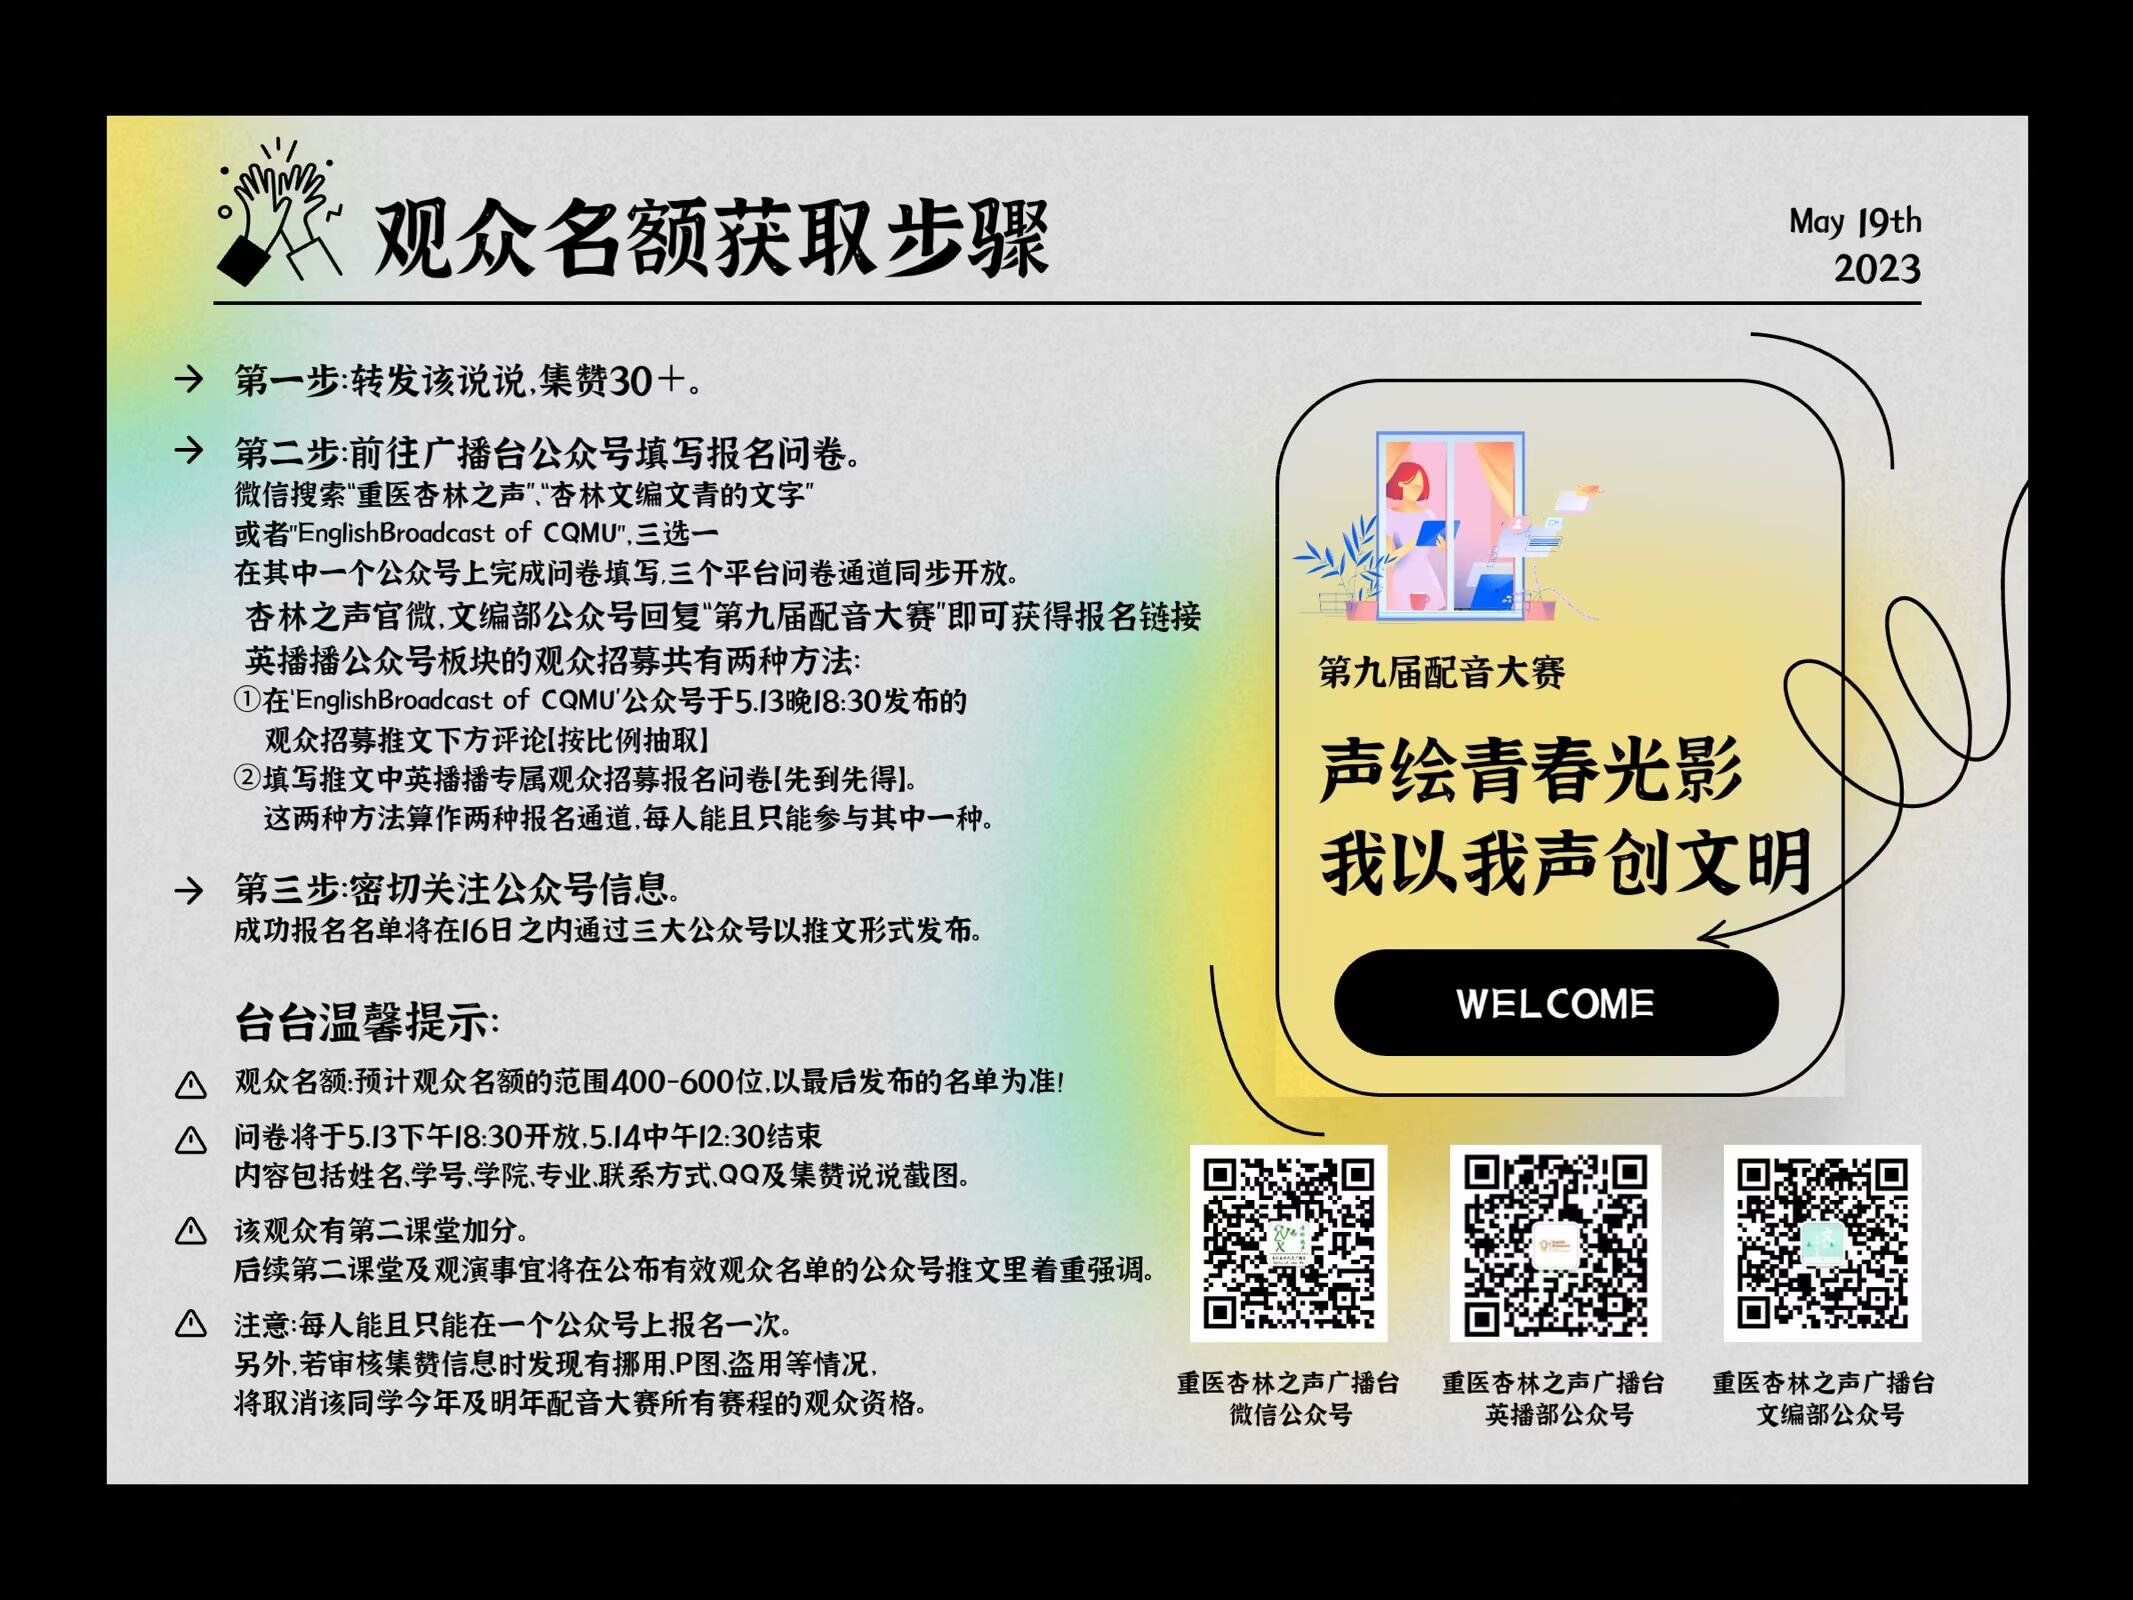 观众名额获取步骤
May 19th
2023
第一步:转发该说说,集赞30+。
第二步:前往广播台公众号填写报名问卷。
微信搜索“重医杏林之声”、“杏林文编文青的文字”
或者"EnglishBroadcast of CQMU",三选一
在其中一个公众号上完成问卷填写,三个平台问卷通道同步开放。
杏林之声官微,文编部公众号回复“第九届配音大赛”即可获得报名链接
英播播公众号板块的观众招募共有两种方法:
①在'EnglishBroadcast of CQMU'公众号于5.13晚18:30发布的
观众招募推文下方评论【按比例抽取】
②填写推文中英播播专属观众招募报名问卷【先到先得】。
这两种方法算作两种报名通道,每人能且只能参与其中一种。
第三步:密切关注公众号信息。
成功报名名单将在16日之内通过三大公众号以推文形式发布。
台台温馨提示:
观众名额:预计观众名额的范围400-600位,以最后发布的名单为准!
问卷将于5.13下午18:30开放,5.14中午12:30结束
内容包括姓名、学号、学院、专业、联系方式、QQ及集赞说说截图。
该观众有第二课堂加分。
后续第二课堂及观演事宜将在公布有效观众名单的公众号推文里着重强调。
注意:每人能且只能在一个公众号上报名一次。
另外,若审核集赞信息时发现有挪用、P图、盗用等情况,
将取消该同学今年及明年配音大赛所有赛程的观众资格。
第九届配音大赛
声绘青春光影
我以我声创文明
WELCOME
重医杏林之声广播台
微信公众号
重医杏林之声广播台
英播部公众号
重医杏林之声广播台
文编部公众号